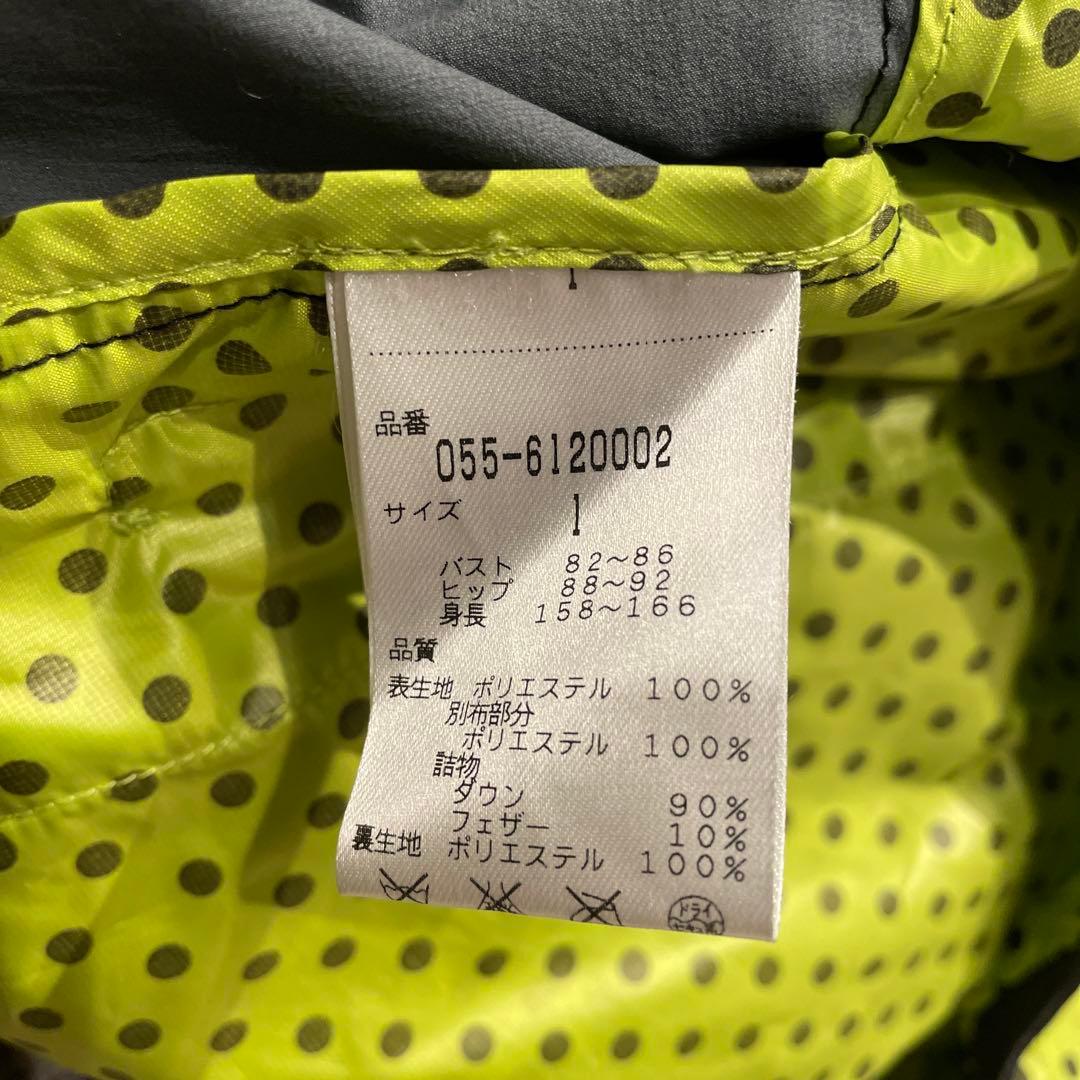 品番
055-6120002
サイズ 1
バスト 82～86
ヒップ 88～92
身長 158～166
品質
表生地 ポリエステル 100%
別布部分
ポリエステル 100%
詰物
ダウン 90%
フェザー 10%
裏生地 ポリエステル 100%
ドライ